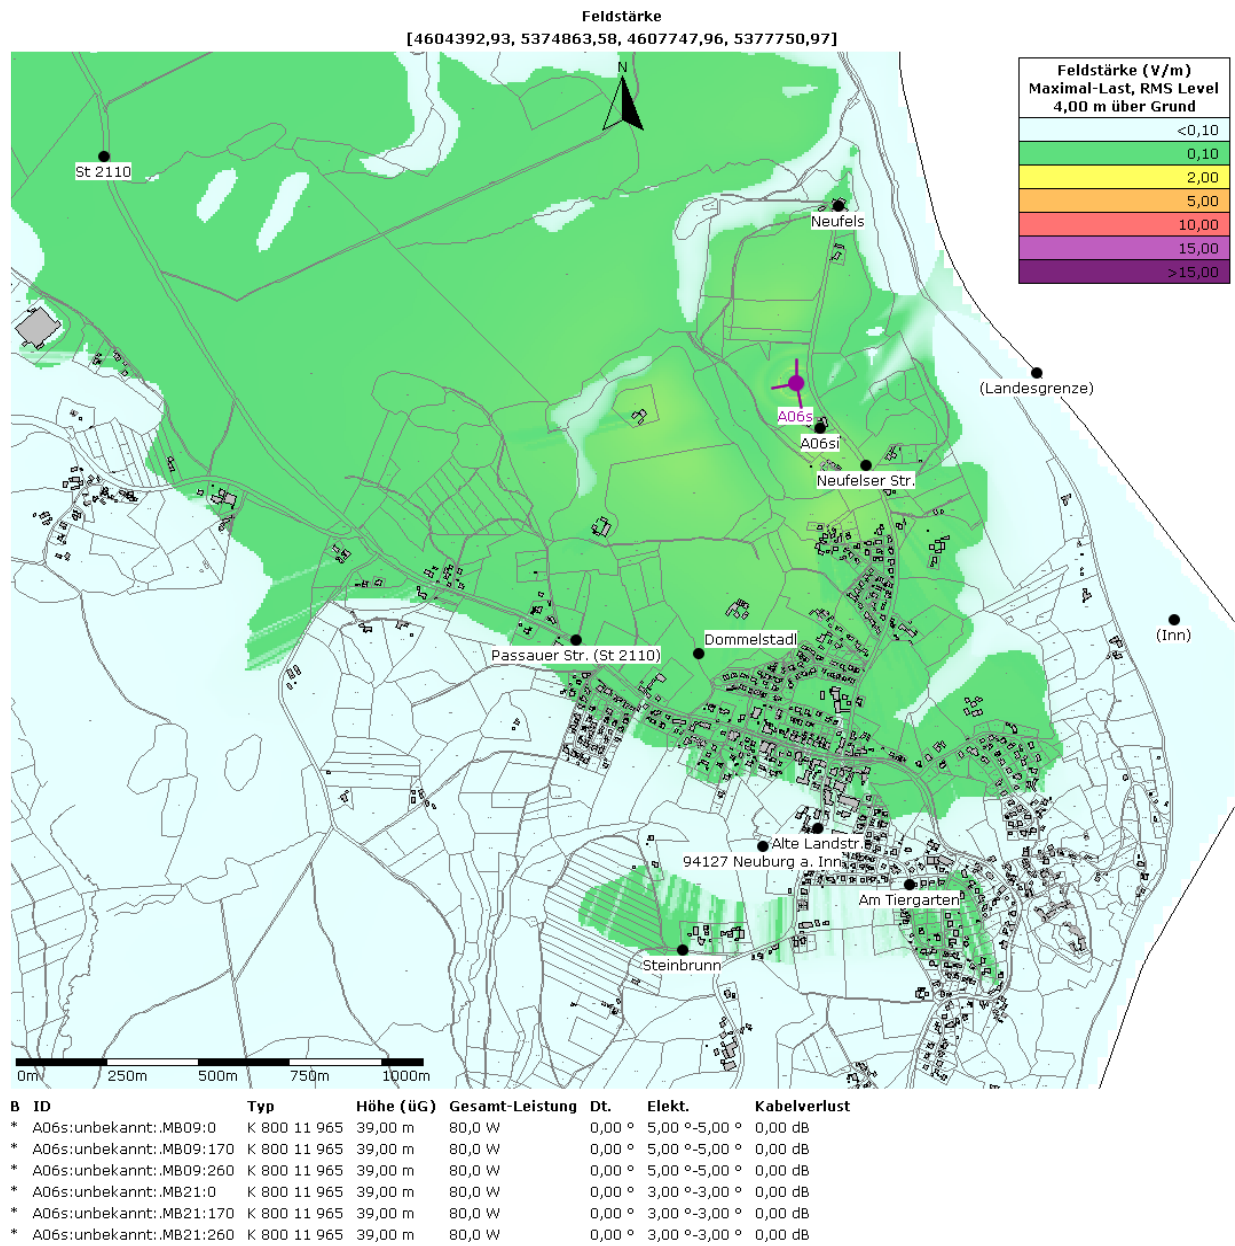 Feldstärke
[4604392,93, 5374863,58, 4607747,96, 5377750,97]
N
Feldstärke (V/m)
Maximal-Last, RMS Level
4,00 m über Grund
<0,10
0,10
2,00
5,00
10,00
15,00
>15,00
St 2110
Neufels
(Landesgrenze)
A06s
A06si
Neufelser Str.
(Inn)
Dommelstadl
Passauer Str. (St 2110)
Alte Landstr.
94127 Neuburg a. Inn
Am Tiergarten
Steinbrunn
0m 250m 500m 750m 1000m
B ID Typ Höhe (üG) Gesamt-Leistung Dt. Elekt. Kabelverlust
* A06s:unbekannt:.MB09:0 K 800 11 965 39,00 m 80,0 W 0,00 ° 5,00 °-5,00 ° 0,00 dB
* A06s:unbekannt:.MB09:170 K 800 11 965 39,00 m 80,0 W 0,00 ° 5,00 °-5,00 ° 0,00 dB
* A06s:unbekannt:.MB09:260 K 800 11 965 39,00 m 80,0 W 0,00 ° 5,00 °-5,00 ° 0,00 dB
* A06s:unbekannt:.MB21:0 K 800 11 965 39,00 m 80,0 W 0,00 ° 3,00 °-3,00 ° 0,00 dB
* A06s:unbekannt:.MB21:170 K 800 11 965 39,00 m 80,0 W 0,00 ° 3,00 °-3,00 ° 0,00 dB
* A06s:unbekannt:.MB21:260 K 800 11 965 39,00 m 80,0 W 0,00 ° 3,00 °-3,00 ° 0,00 dB